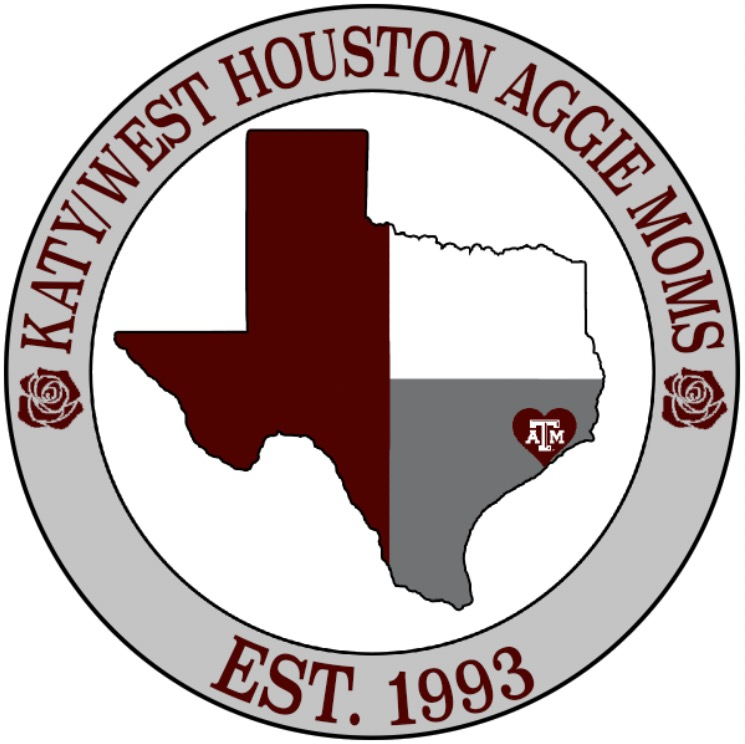 KATY/WEST HOUSTON AGGIE MOMS
ATM
EST. 1993